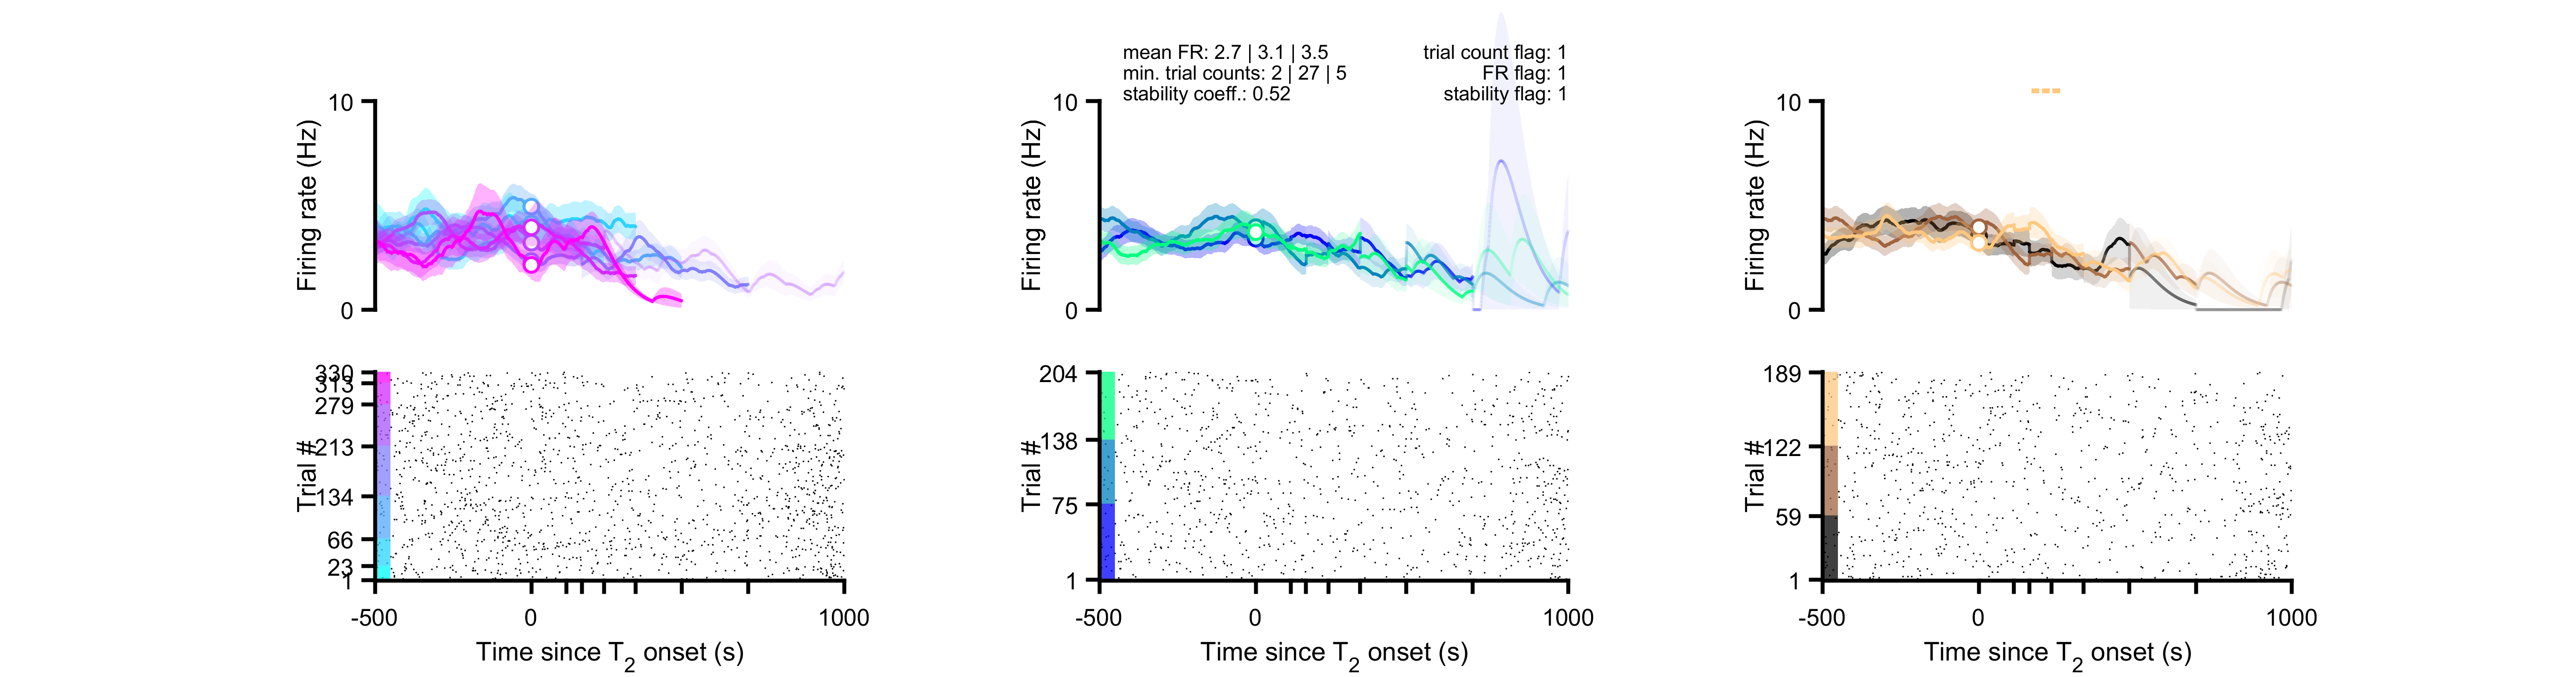 mean FR: 2.7 | 3.1 | 3.5
min. trial counts: 2 | 27 | 5
stability coeff.: 0.52
trial count flag: 1
FR flag: 1
stability flag: 1
Firing rate (Hz)
10
0
Firing rate (Hz)
10
0
Firing rate (Hz)
10
0
Trial #
330
313
279
213
134
66
23
1
-500
0
1000
Time since T2 onset (s)
Trial #
204
138
75
1
-500
0
1000
Time since T2 onset (s)
Trial #
189
122
59
1
-500
0
1000
Time since T2 onset (s)